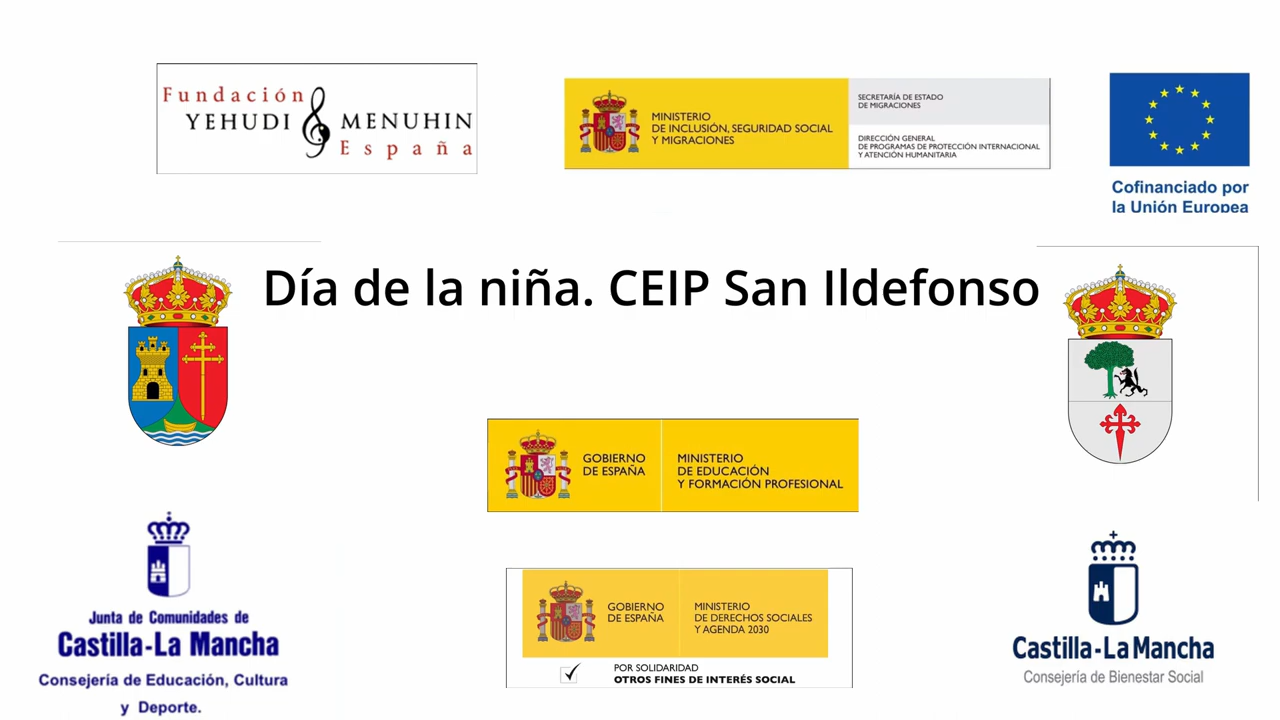 Fundación
YEHUDI MENUHIN
España
MINISTERIO
DE INCLUSIÓN, SEGURIDAD SOCIAL
Y MIGRACIONES
SECRETARÍA DE ESTADO
DE MIGRACIONES
DIRECCIÓN GENERAL
DE PROGRAMAS DE PROTECCIÓN INTERNACIONAL
Y ATENCIÓN HUMANITARIA
Cofinanciado por
la Unión Europea
Día de la niña. CEIP San Ildefonso
GOBIERNO
DE ESPAÑA
MINISTERIO
DE EDUCACIÓN
Y FORMACIÓN PROFESIONAL
Junta de Comunidades de
Castilla-La Mancha
Consejería de Educación, Cultura
y Deporte.
GOBIERNO
DE ESPAÑA
MINISTERIO
DE DERECHOS SOCIALES
Y AGENDA 2030
POR SOLIDARIDAD
OTROS FINES DE INTERÉS SOCIAL
Castilla-La Mancha
Consejería de Bienestar Social